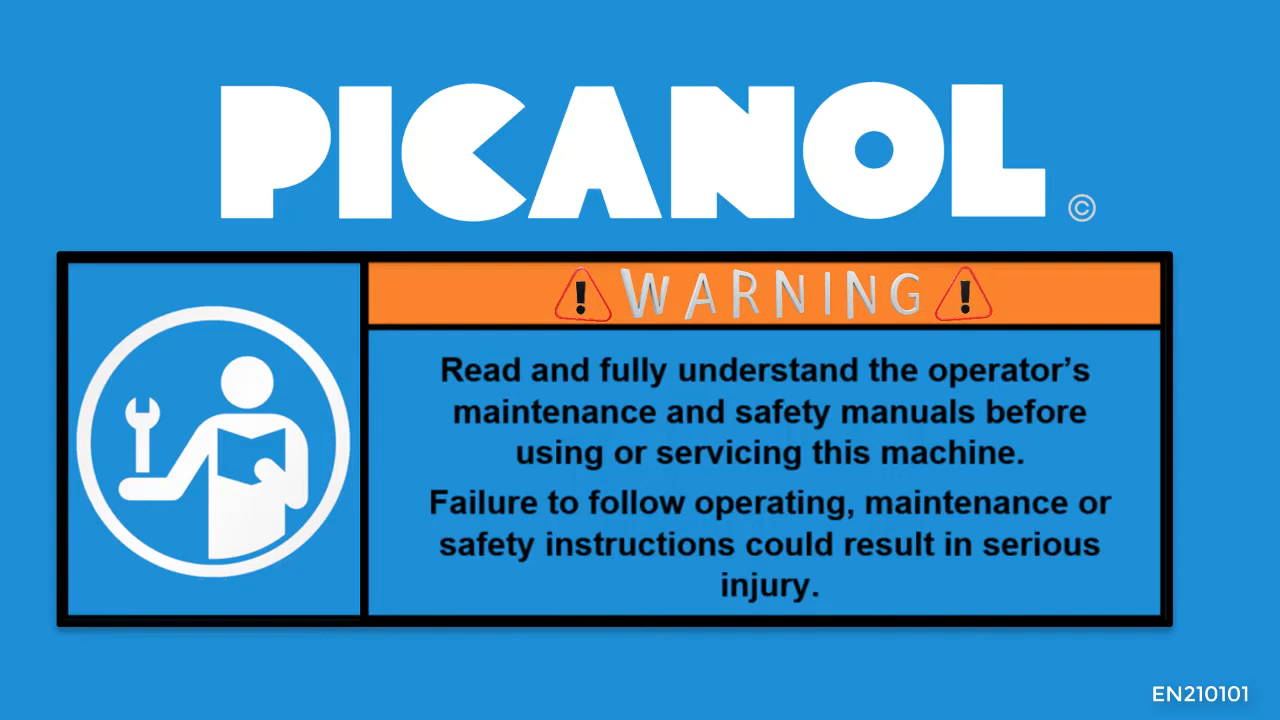 PICANOL ©
! WARNING !
Read and fully understand the operator’s
maintenance and safety manuals before
using or servicing this machine.
Failure to follow operating, maintenance or
safety instructions could result in serious
injury.
EN210101